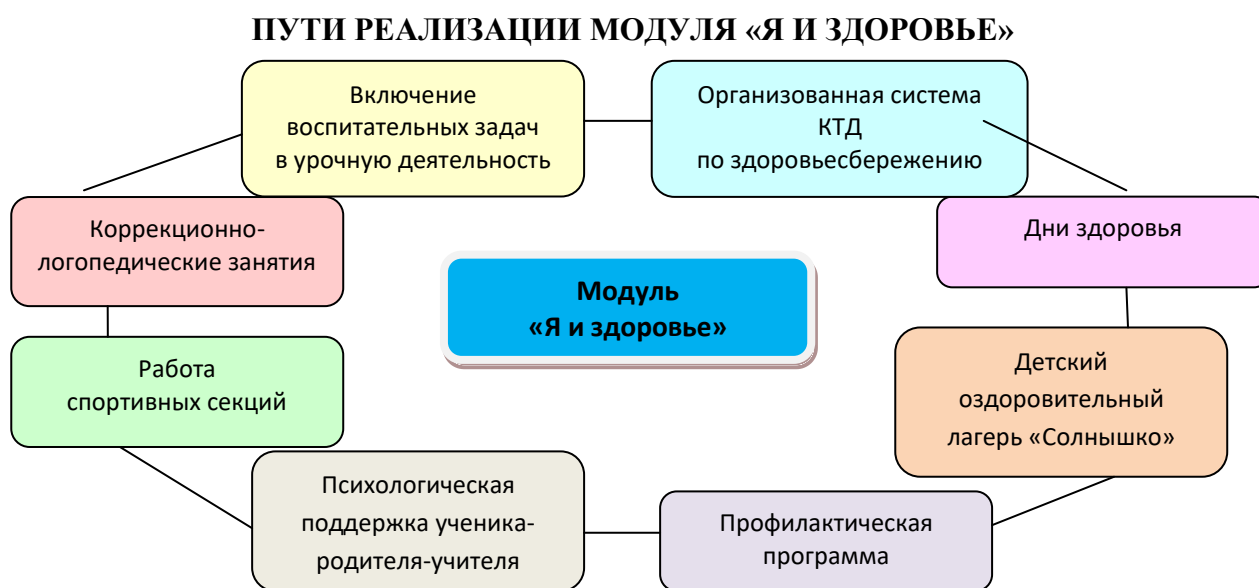 ПУТИ РЕАЛИЗАЦИИ МОДУЛЯ «Я И ЗДОРОВЬЕ»
Включение
воспитательных задач
в урочную деятельность
Организованная система
КТД
по здоровьесбережению
Коррекционно-
логопедические занятия
Дни здоровья
Модуль
«Я и здоровье»
Работа
спортивных секций
Детский
оздоровительный
лагерь «Солнышко»
Психологическая
поддержка ученика-
родителя-учителя
Профилактическая
программа